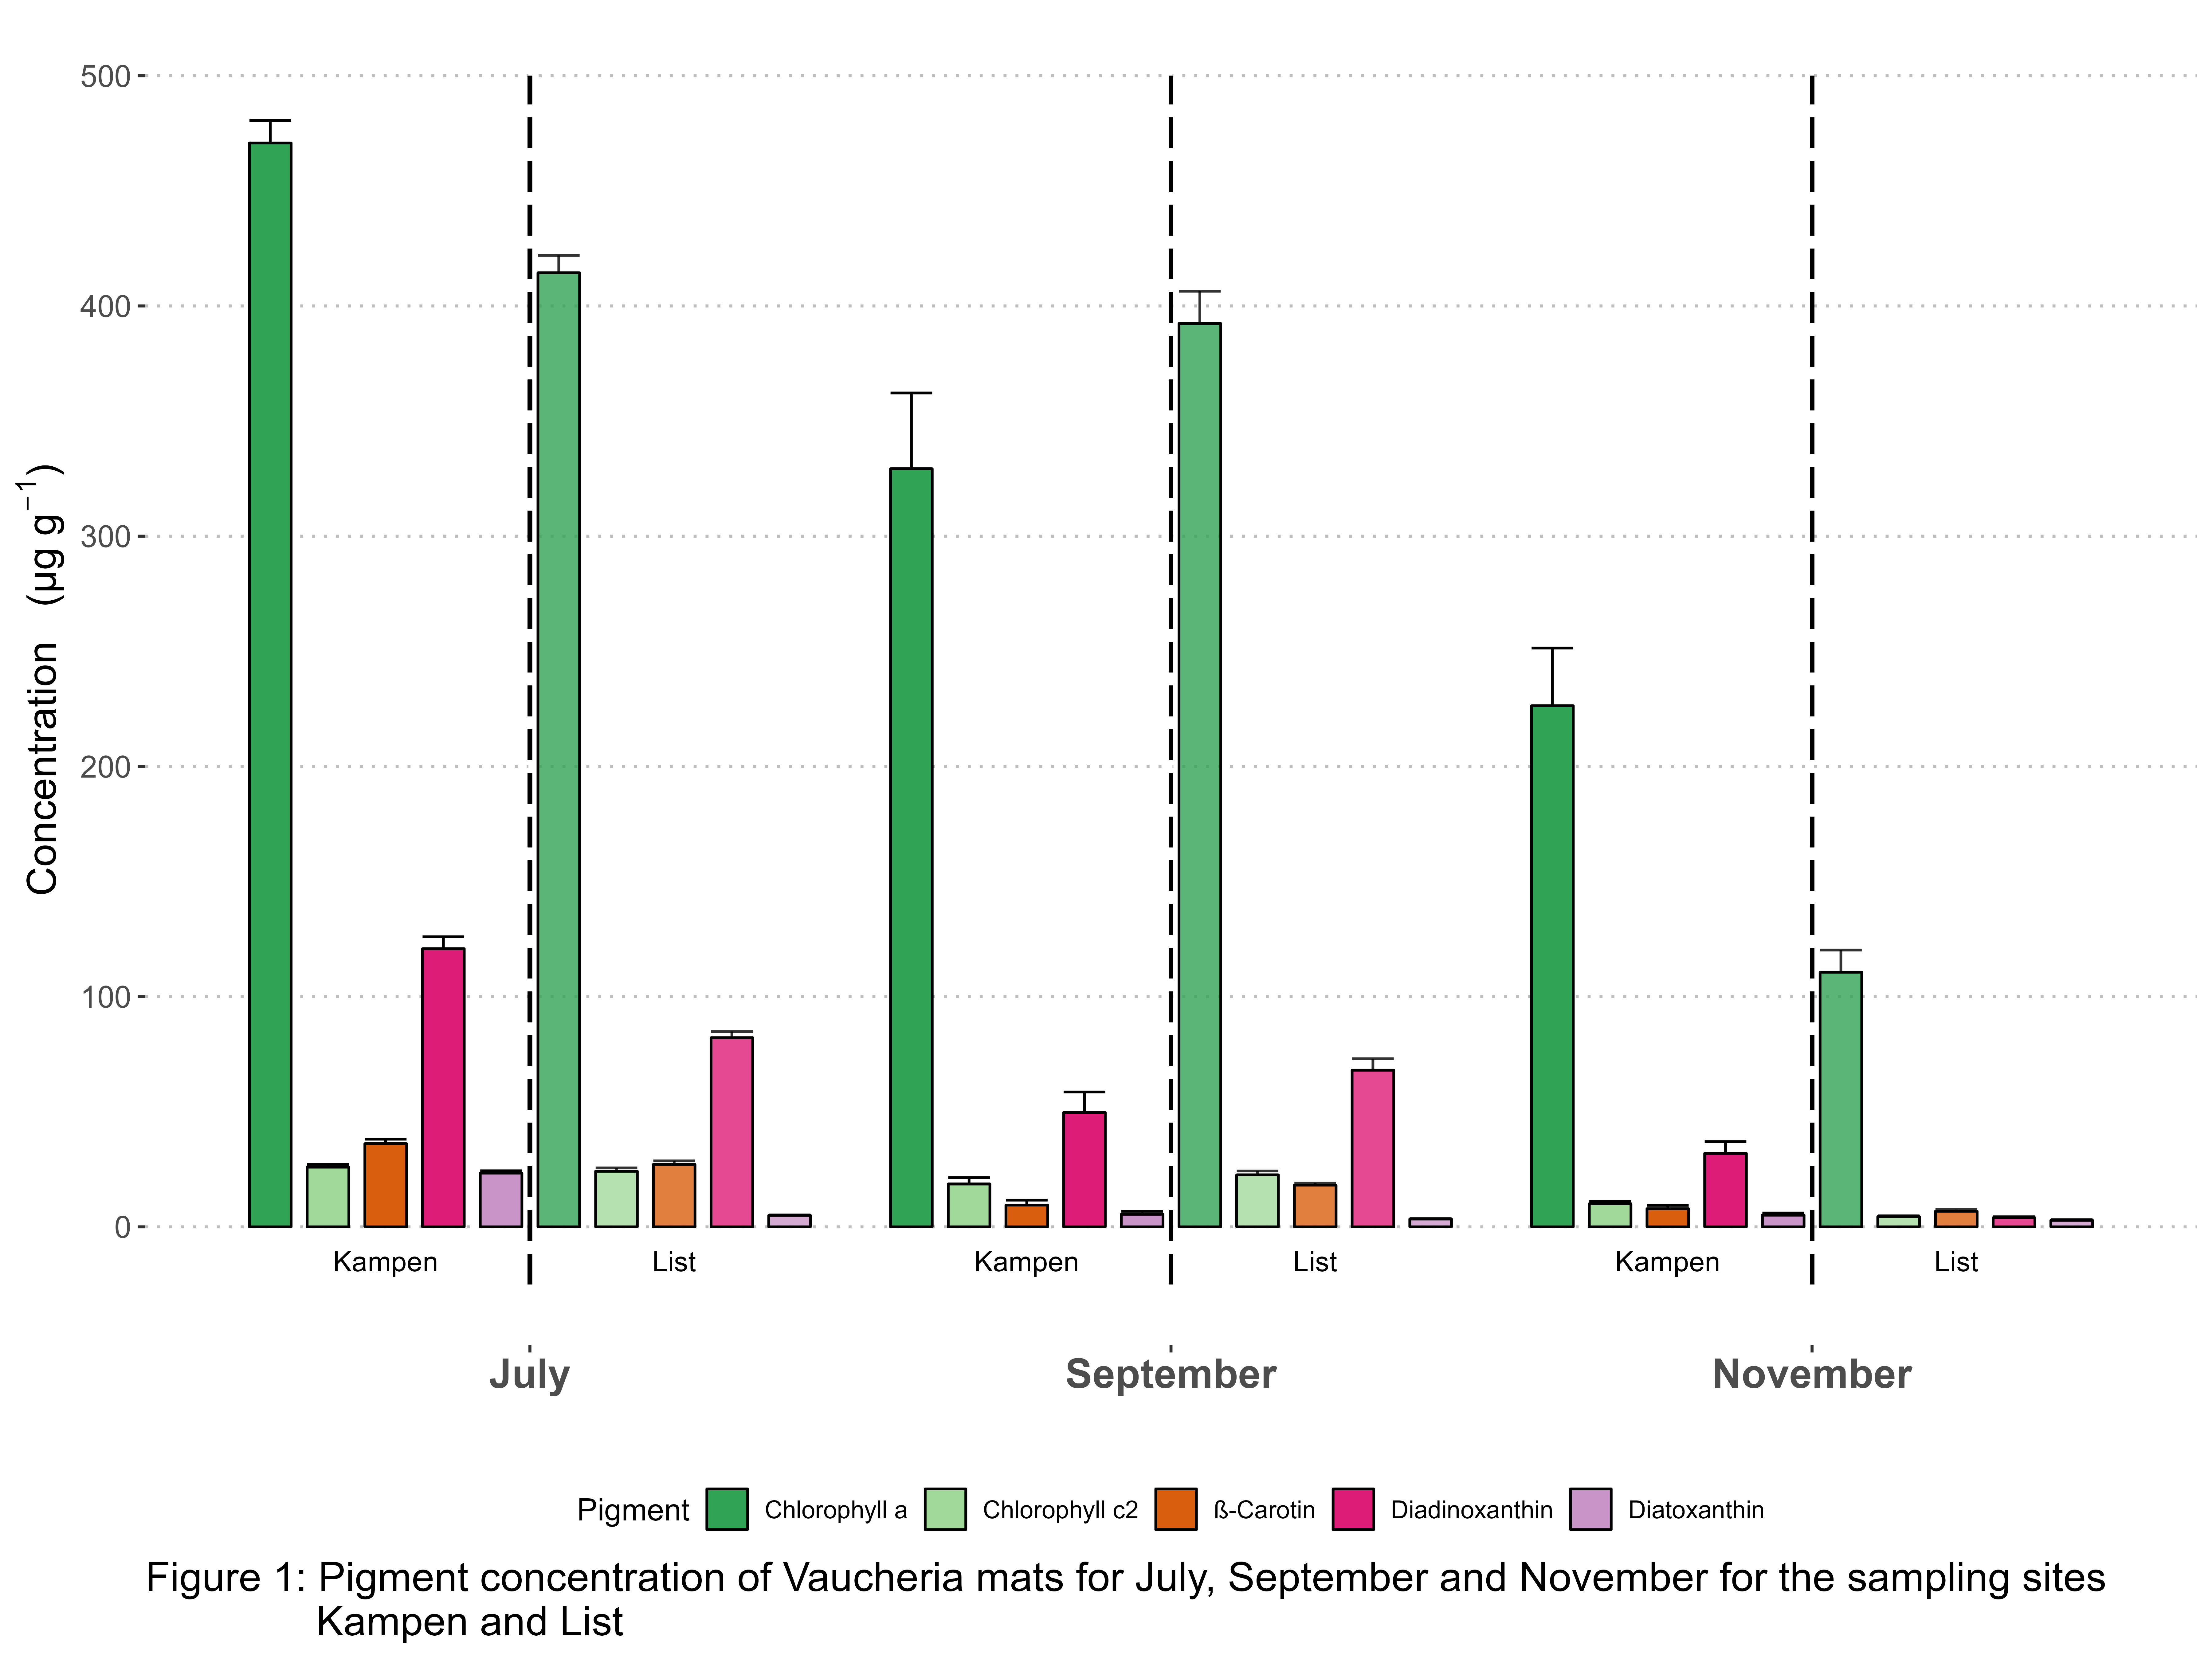 500
400
300
200
100
0
Concentration (µg g⁻¹)
Kampen List Kampen List Kampen List
July September November
Pigment Chlorophyll a Chlorophyll c2 ß-Carotin Diadinoxanthin Diatoxanthin
Figure 1: Pigment concentration of Vaucheria mats for July, September and November for the sampling sites
Kampen and List